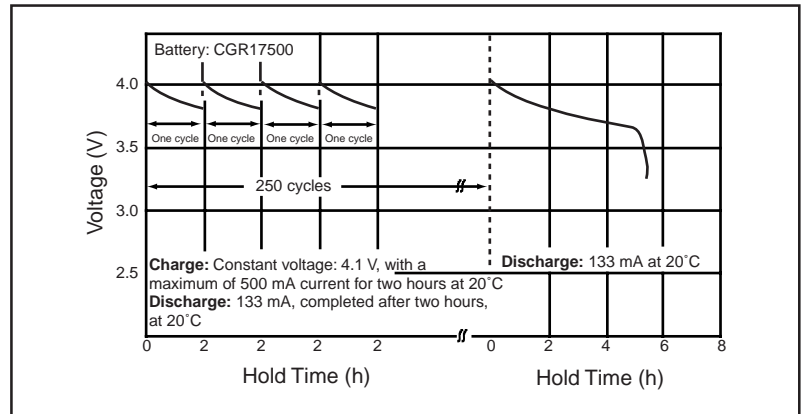 Battery: CGR17500
4.0
3.5
3.0
2.5
Voltage (V)
One cycle One cycle One cycle One cycle
250 cycles
Charge: Constant voltage: 4.1 V, with a
maximum of 500 mA current for two hours at 20˚C
Discharge: 133 mA, completed after two hours,
at 20˚C
Discharge: 133 mA at 20˚C
0 2 2 2 2 0 2 4 6 8
Hold Time (h) Hold Time (h)